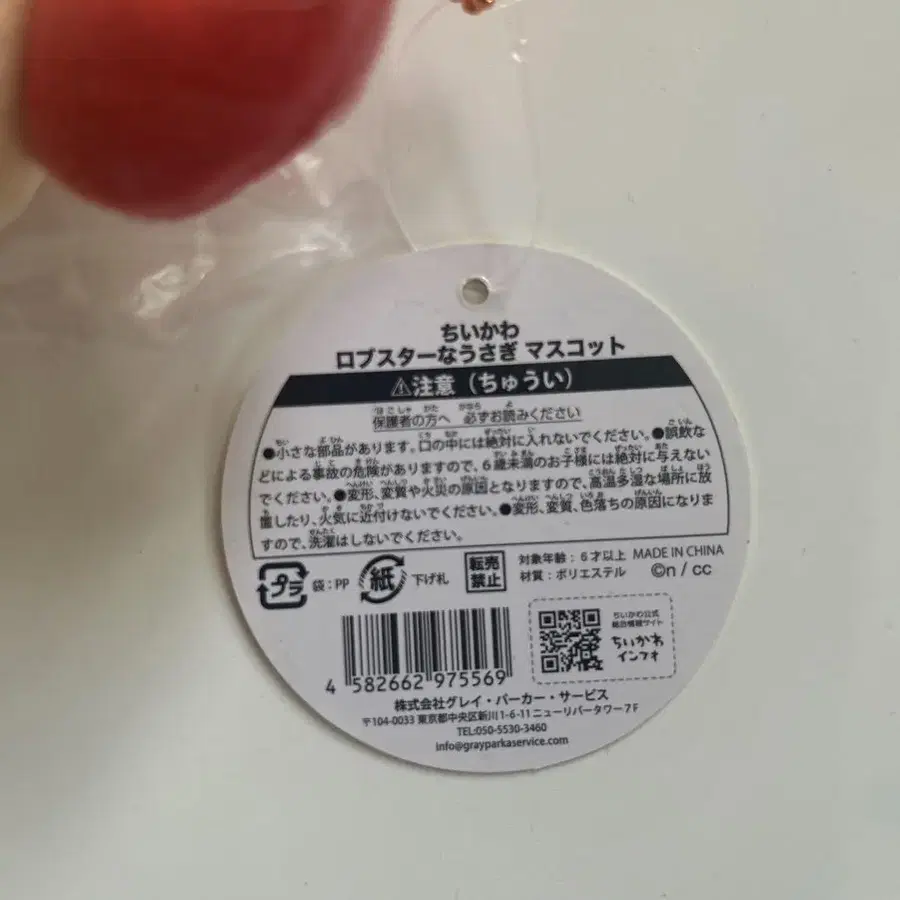 ちいかわ
ロブスターなうさぎ マスコット
⚠注意（ちゅうい）
保護者の方へ 必ずお読みください
●小さな部品があります。口の中には絶対に入れないでください。●誤飲な
どによる事故の危険がありますので、6歳未満のお子様には絶対に与えない
でください。●変形、変質や火災の原因となりますので、高温多湿な場所に放
置したり、火気に近付けないでください。●変形、変質、色落ちの原因になりま
すので、洗濯はしないでください。
プラ 袋：PP 紙 下げ札 転売禁止 対象年齢：6才以上 MADE IN CHINA
材質：ポリエステル ©n / cc
ちいかわ公式
総合情報サイト
ちいかわ
インフォ
4 582662 975569
株式会社グレイ・パーカー・サービス
〒104-0033 東京都中央区新川1-6-11 ニューリバータワー7F
TEL:050-5530-3460
info@grayparkaservice.com